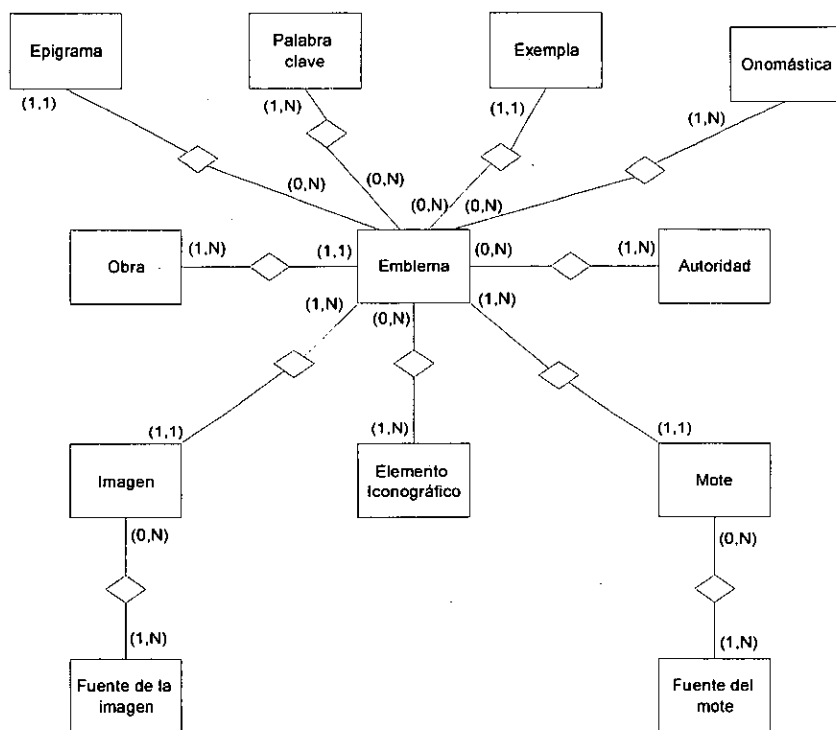 Epigrama
Palabra
clave
Exempla
Onomástica
(1,1)
(1,N)
(1,1)
(1,N)
(0,N)
(0,N)
(0,N)
(0,N)
Obra
(1,N)
(1,1)
Emblema
(0,N)
(1,N)
Autoridad
(1,N)
(0,N)
(1,N)
(1,1)
(1,N)
(1,1)
Imagen
Elemento
Iconográfico
Mote
(0,N)
(0,N)
(1,N)
(1,N)
Fuente de la
imagen
Fuente del
mote